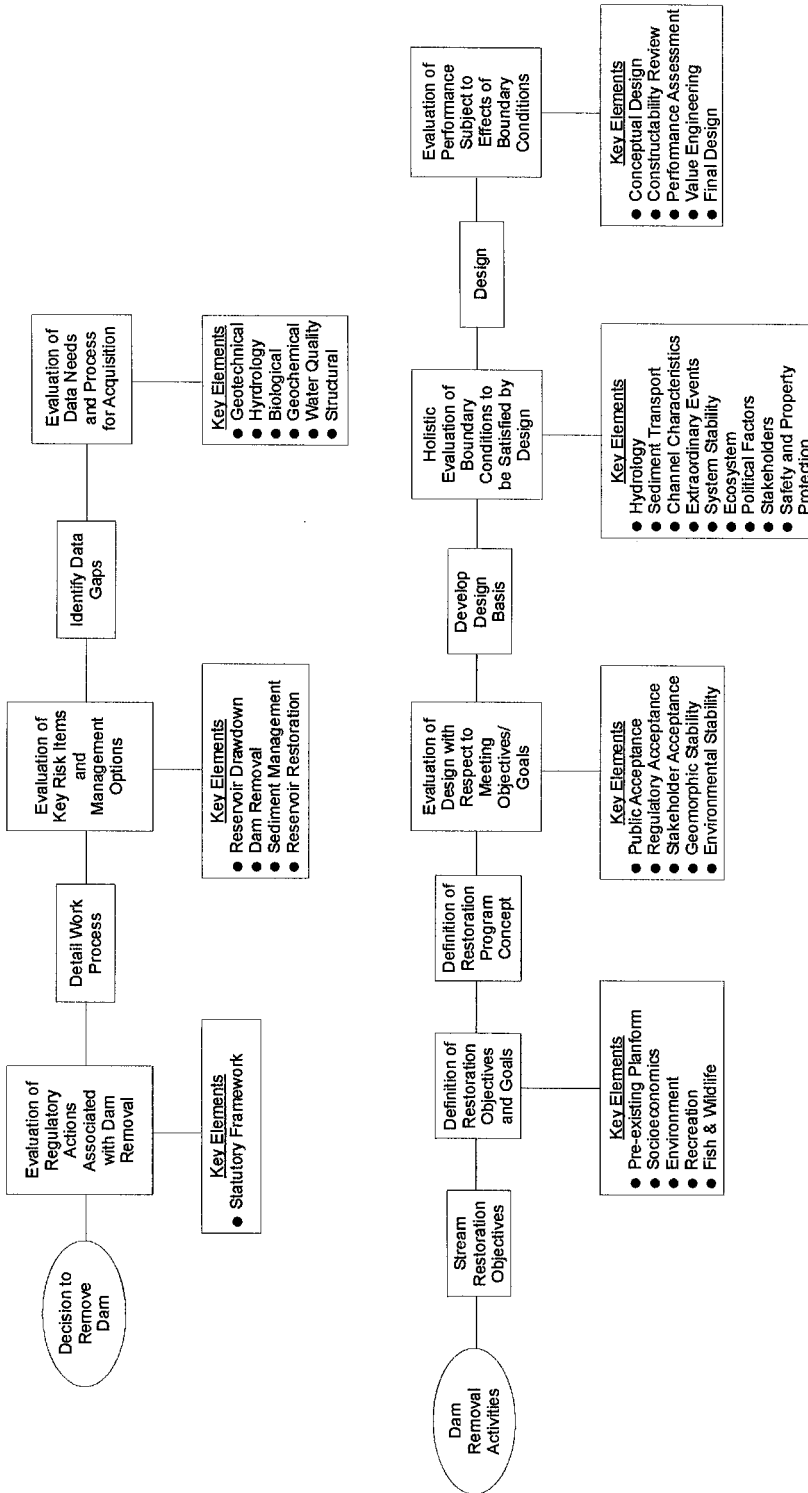 Decision to
Remove
Dam
Evaluation of
Regulatory
Actions
Associated
with Dam
Removal
Key Elements
● Statutory Framework
Detail Work
Process
Evaluation of
Key Risk Items
and
Management
Options
Key Elements
● Reservoir Drawdown
● Dam Removal
● Sediment Management
● Reservoir Restoration
Identify Data
Gaps
Evaluation of
Data Needs
and Process
for Acquisition
Key Elements
● Geotechnical
● Hyrdrology
● Biological
● Geochemical
● Water Quality
● Structural
Dam
Removal
Activities
Stream
Restoration
Objectives
Definition of
Restoration
Objectives
and Goals
Key Elements
● Pre-existing Planform
● Socioeconomics
● Environment
● Recreation
● Fish & Wildlife
Definition of
Restoration
Program
Concept
Evaluation of
Design with
Respect to
Meeting
Objectives/
Goals
Key Elements
● Public Acceptance
● Regulatory Acceptance
● Stakeholder Acceptance
● Geomorphic Stability
● Environmental Stability
Develop
Design
Basis
Holistic
Evaluation of
Boundary
Conditions to
be Satisfied by
Design
Key Elements
● Hydrology
● Sediment Transport
● Channel Characteristics
● Extraordinary Events
● System Stability
● Ecosystem
● Political Factors
● Stakeholders
● Safety and Property
Protection
Design
Evaluation of
Performance
Subject to
Effects of
Boundary
Conditions
Key Elements
● Conceptual Design
● Constructability Review
● Performance Assessment
● Value Engineering
● Final Design